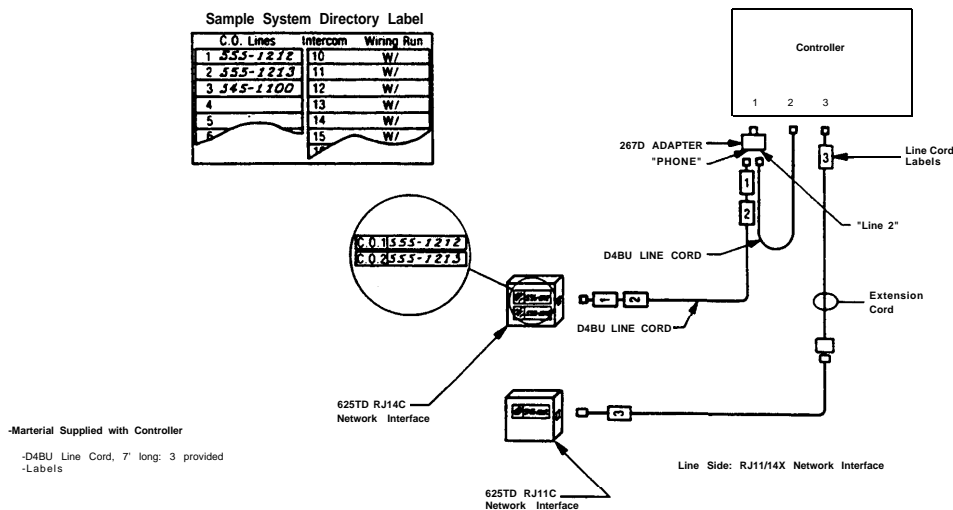 Sample System Directory Label
C.O. Lines Intercom Wiring Run
1 555-1212 10 W/
2 555-1213 11 W/
3 345-1100 12 W/
4 13 W/
5 14 W/
6 15 W/
Controller
1 2 3
267D ADAPTER
"PHONE"
3
Line Cord
Labels
1
2
"Line 2"
D4BU LINE CORD
C.O.1 555-1212
C.O.2 555-1213
1 2
D4BU LINE CORD
Extension
Cord
625TD RJ14C
Network Interface
3
-Marterial Supplied with Controller
-D4BU Line Cord, 7' long: 3 provided
-Labels
Line Side: RJ11/14X Network Interface
625TD RJ11C
Network Interface